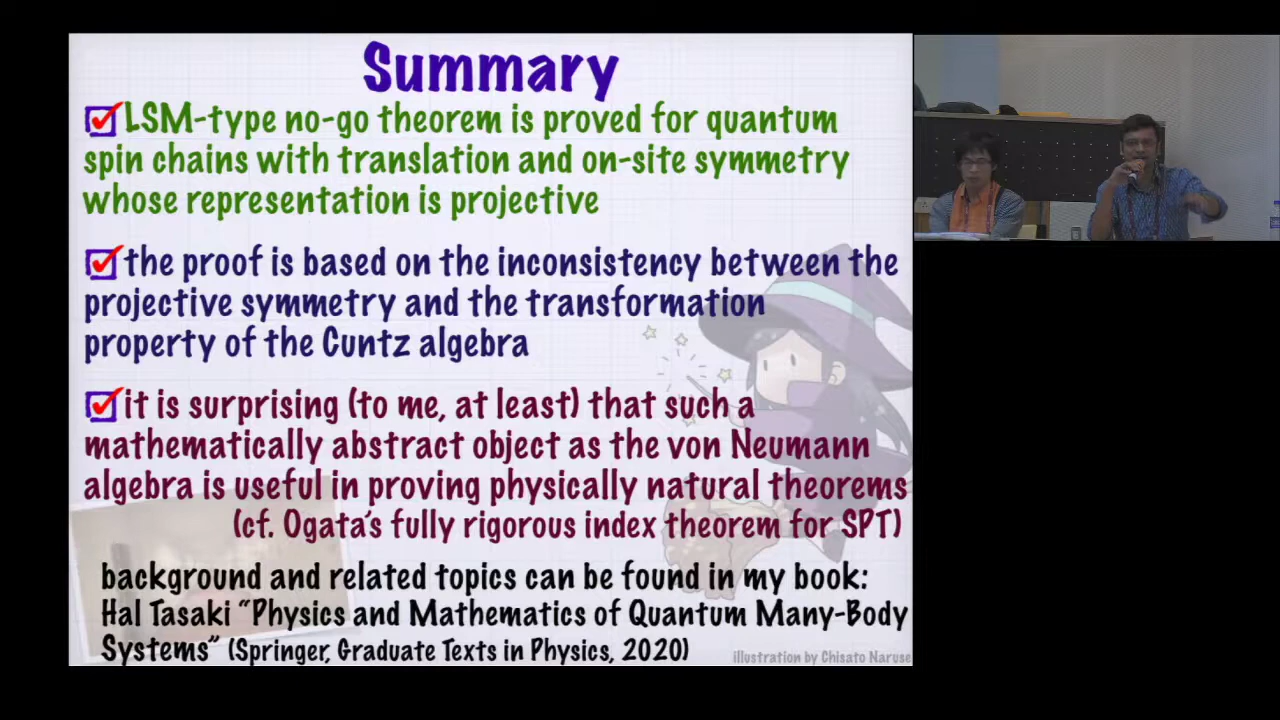 Summary
LSM-type no-go theorem is proved for quantum
spin chains with translation and on-site symmetry
whose representation is projective
the proof is based on the inconsistency between the
projective symmetry and the transformation
property of the Cuntz algebra
it is surprising (to me, at least) that such a
mathematically abstract object as the von Neumann
algebra is useful in proving physically natural theorems
(cf. Ogata's fully rigorous index theorem for SPT)
background and related topics can be found in my book:
Hal Tasaki “Physics and Mathematics of Quantum Many-Body
Systems” (Springer, Graduate Texts in Physics, 2020)
illustration by Chisato Naruse